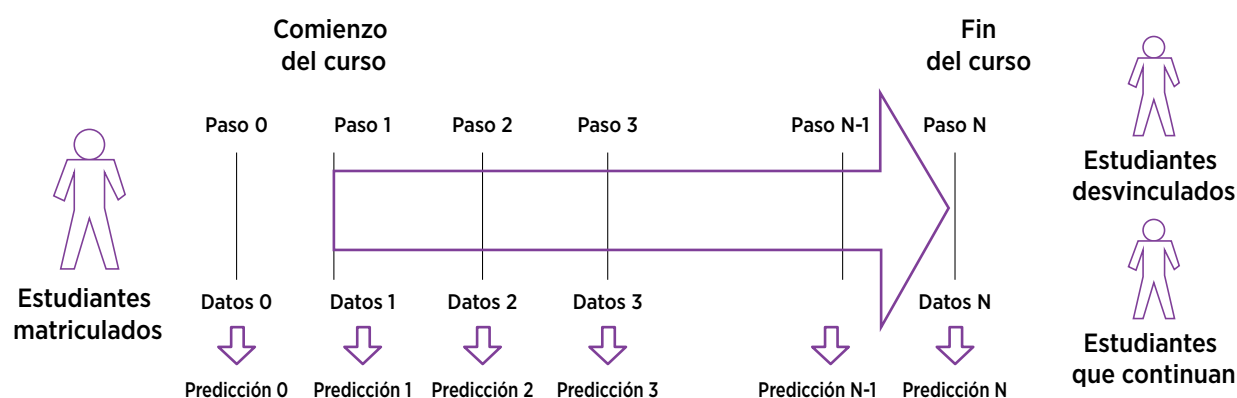 Comienzo
del curso
Fin
del curso
Paso 0
Paso 1
Paso 2
Paso 3
Paso N-1
Paso N
Estudiantes
matriculados
Estudiantes
desvinculados
Datos 0
Datos 1
Datos 2
Datos 3
Datos N
Predicción 0
Predicción 1
Predicción 2
Predicción 3
Predicción N-1
Predicción N
Estudiantes
que continuan